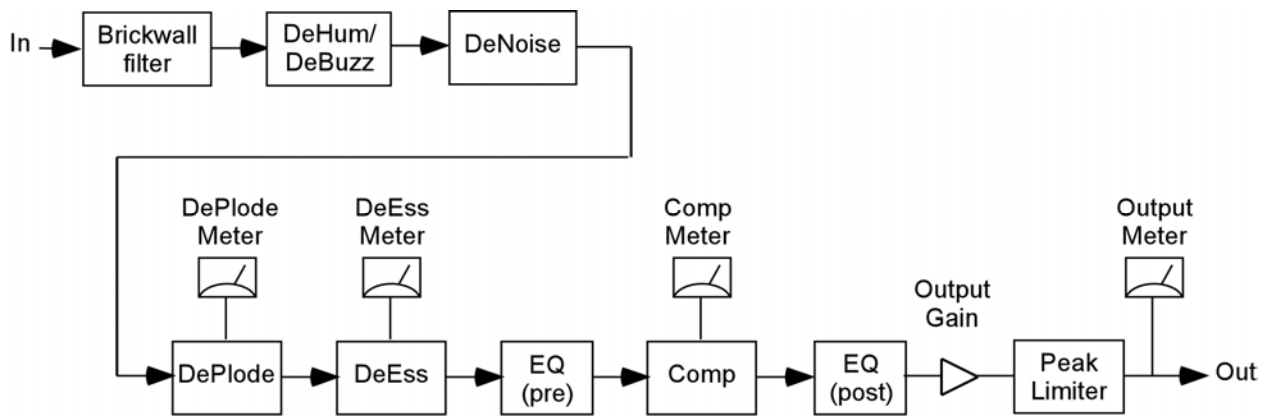 In
Brickwall
filter
DeHum/
DeBuzz
DeNoise
DePlode
Meter
DeEss
Meter
Comp
Meter
Output
Meter
Output
Gain
DePlode
DeEss
EQ
(pre)
Comp
EQ
(post)
Peak
Limiter
Out